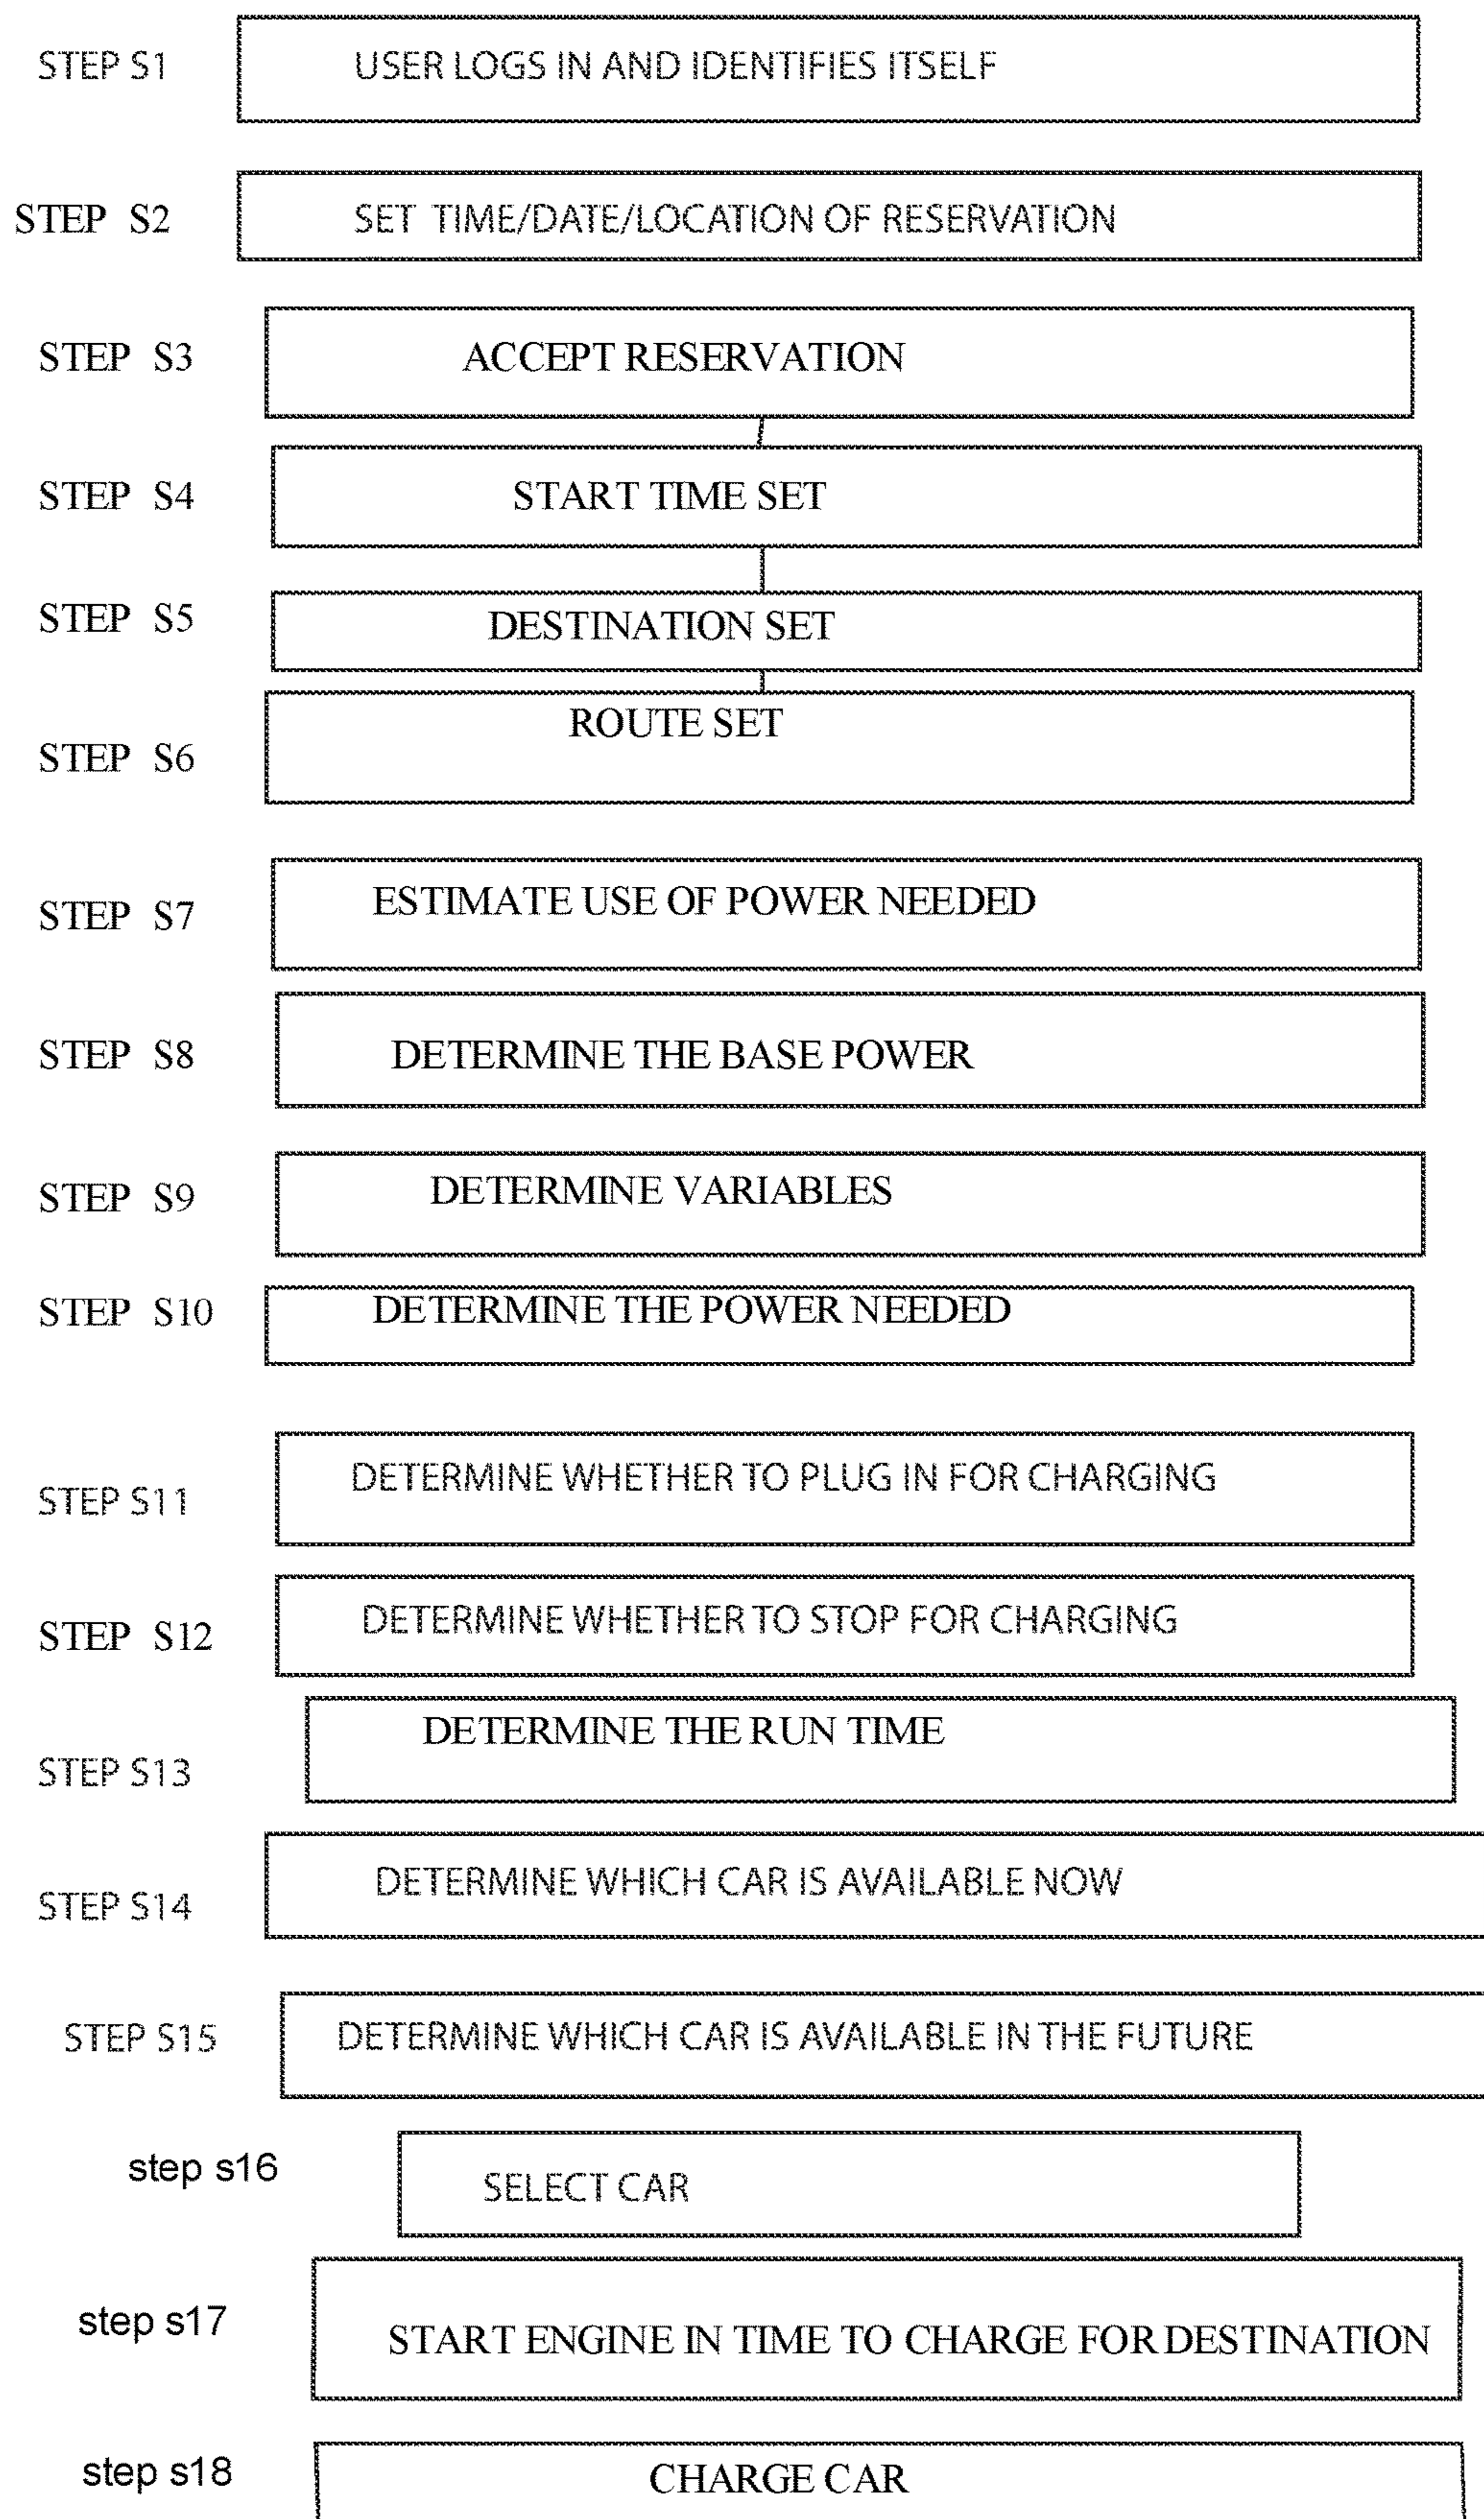 STEP S1 USER LOGS IN AND IDENTIFIES ITSELF
STEP S2 SET TIME/DATE/LOCATION OF RESERVATION
STEP S3 ACCEPT RESERVATION
STEP S4 START TIME SET
STEP S5 DESTINATION SET
STEP S6 ROUTE SET
STEP S7 ESTIMATE USE OF POWER NEEDED
STEP S8 DETERMINE THE BASE POWER
STEP S9 DETERMINE VARIABLES
STEP S10 DETERMINE THE POWER NEEDED
STEP S11 DETERMINE WHETHER TO PLUG IN FOR CHARGING
STEP S12 DETERMINE WHETHER TO STOP FOR CHARGING
STEP S13 DETERMINE THE RUN TIME
STEP S14 DETERMINE WHICH CAR IS AVAILABLE NOW
STEP S15 DETERMINE WHICH CAR IS AVAILABLE IN THE FUTURE
step s16 SELECT CAR
step s17 START ENGINE IN TIME TO CHARGE FOR DESTINATION
step s18 CHARGE CAR